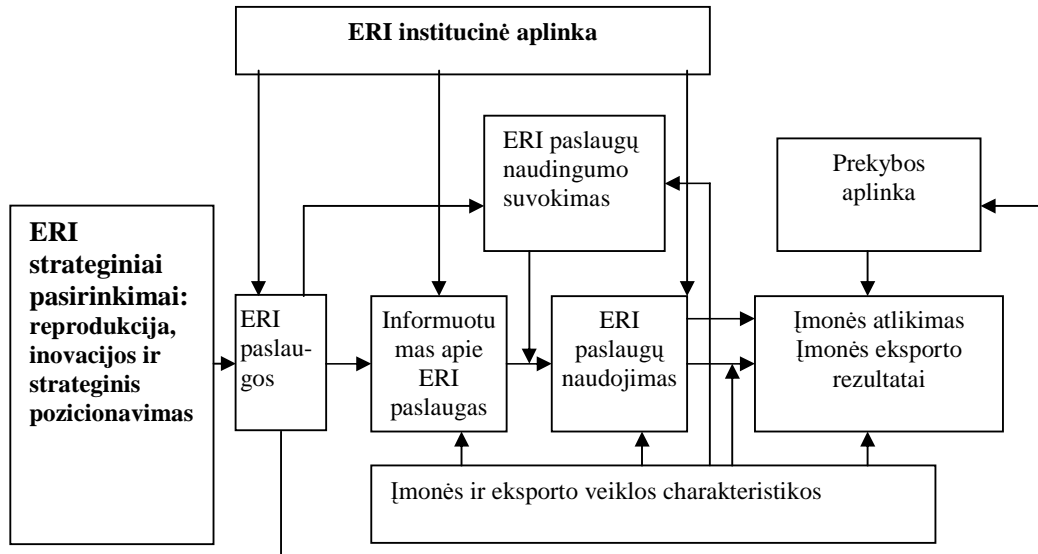 ERI institucinė aplinka
ERI paslaugų
naudingumo
suvokimas
Prekybos
aplinka
ERI
strateginiai
pasirinkimai:
reprodukcija,
inovacijos ir
strateginis
pozicionavimas
ERI
paslau-
gos
Informuotu
mas apie
ERI
paslaugas
ERI
paslaugų
naudojimas
Įmonės atlikimas
Įmonės eksporto
rezultatai
Įmonės ir eksporto veiklos charakteristikos